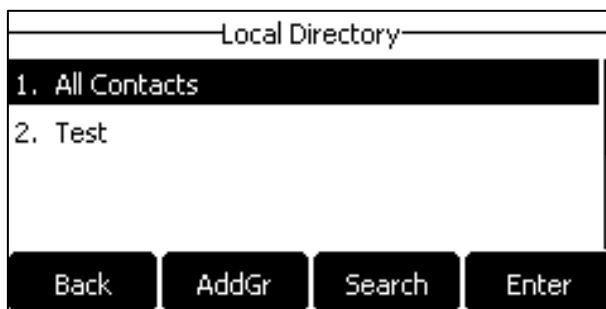 Local Directory
1. All Contacts
2. Test
Back AddGr Search Enter